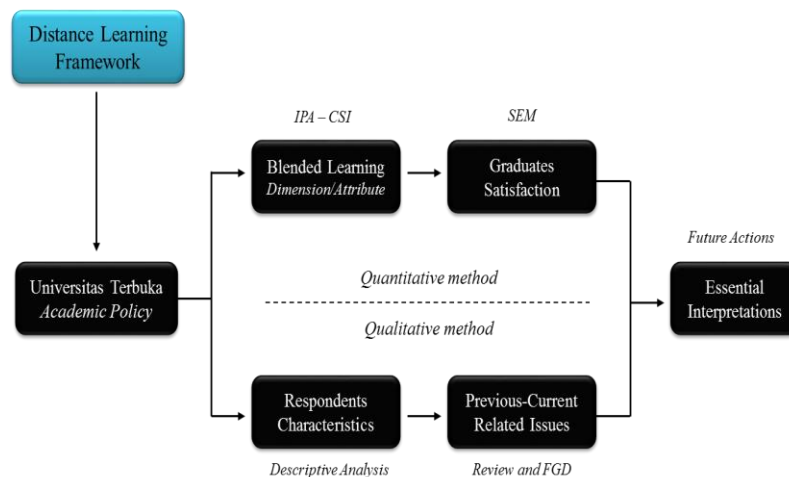 Distance Learning
Framework
IPA – CSI
SEM
Blended Learning
Dimension/Attribute
Graduates
Satisfaction
Future Actions
Universitas Terbuka
Academic Policy
Quantitative method
Essential
Interpretations
Qualitative method
Respondents
Characteristics
Previous-Current
Related Issues
Descriptive Analysis
Review and FGD